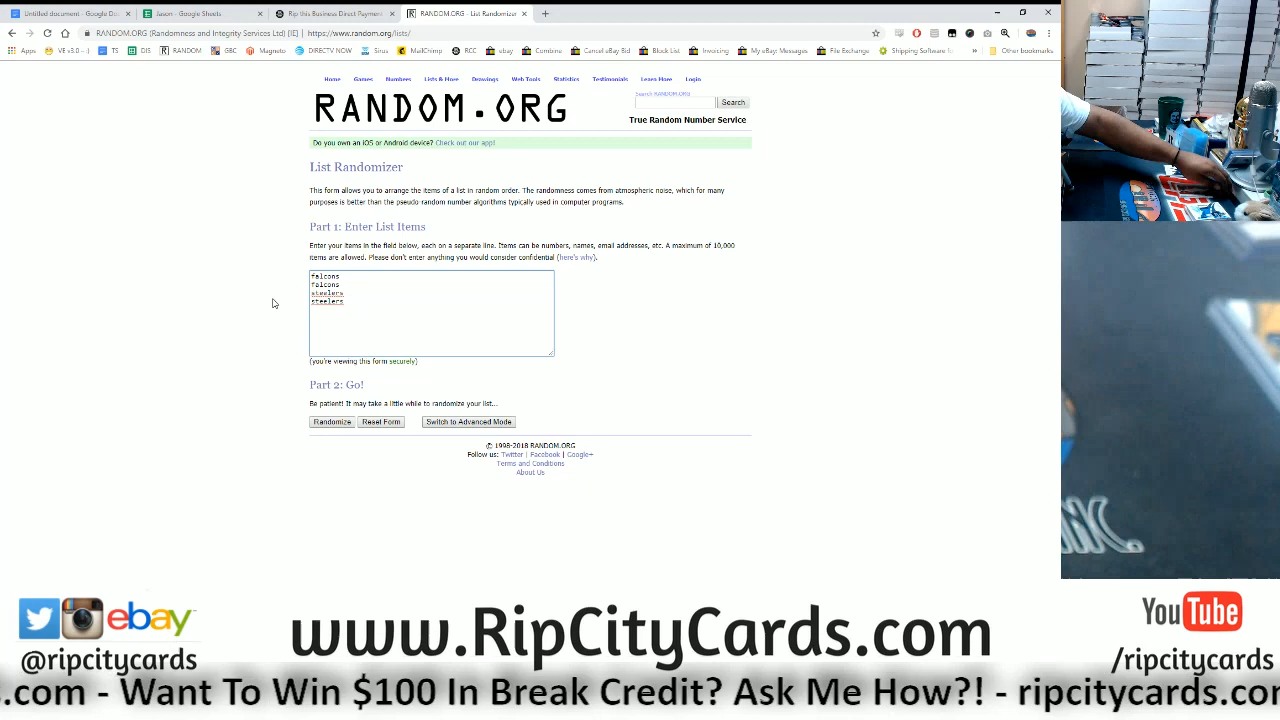 Untitled document - Google Do
Jason - Google Sheets
Rip this Business Direct Payment
RANDOM.ORG - List Randomizer
RANDOM.ORG (Randomness and Integrity Services Ltd) [IE] | https://www.random.org/lists/
Apps VE v3.0 --:) TS DIS RANDOM GBC Magneto DIRECTV NOW Sirus MailChimp RCC ebay Combine Cancel eBay Bid Block List Invoicing My eBay: Messages File Exchange Shipping Software fo » Other bookmarks
Home Games Numbers Lists & More Drawings Web Tools Statistics Testimonials Learn More Login
RANDOM.ORG
Search RANDOM.ORG
Search
True Random Number Service
Do you own an iOS or Android device? Check out our app!
List Randomizer
This form allows you to arrange the items of a list in random order. The randomness comes from atmospheric noise, which for many
purposes is better than the pseudo-random number algorithms typically used in computer programs.
Part 1: Enter List Items
Enter your items in the field below, each on a separate line. Items can be numbers, names, email addresses, etc. A maximum of 10,000
items are allowed. Please don't enter anything you would consider confidential (here's why).
falcons
falcons
steelers
steelers
(you're viewing this form securely)
Part 2: Go!
Be patient! It may take a little while to randomize your list...
Randomize Reset Form Switch to Advanced Mode
© 1998-2018 RANDOM.ORG
Follow us: Twitter | Facebook | Google+
Terms and Conditions
About Us
ebay
@ripcitycards
www.RipCityCards.com
YouTube
/ripcitycards
s.com - Want To Win $100 In Break Credit? Ask Me How?! - ripcitycards.com